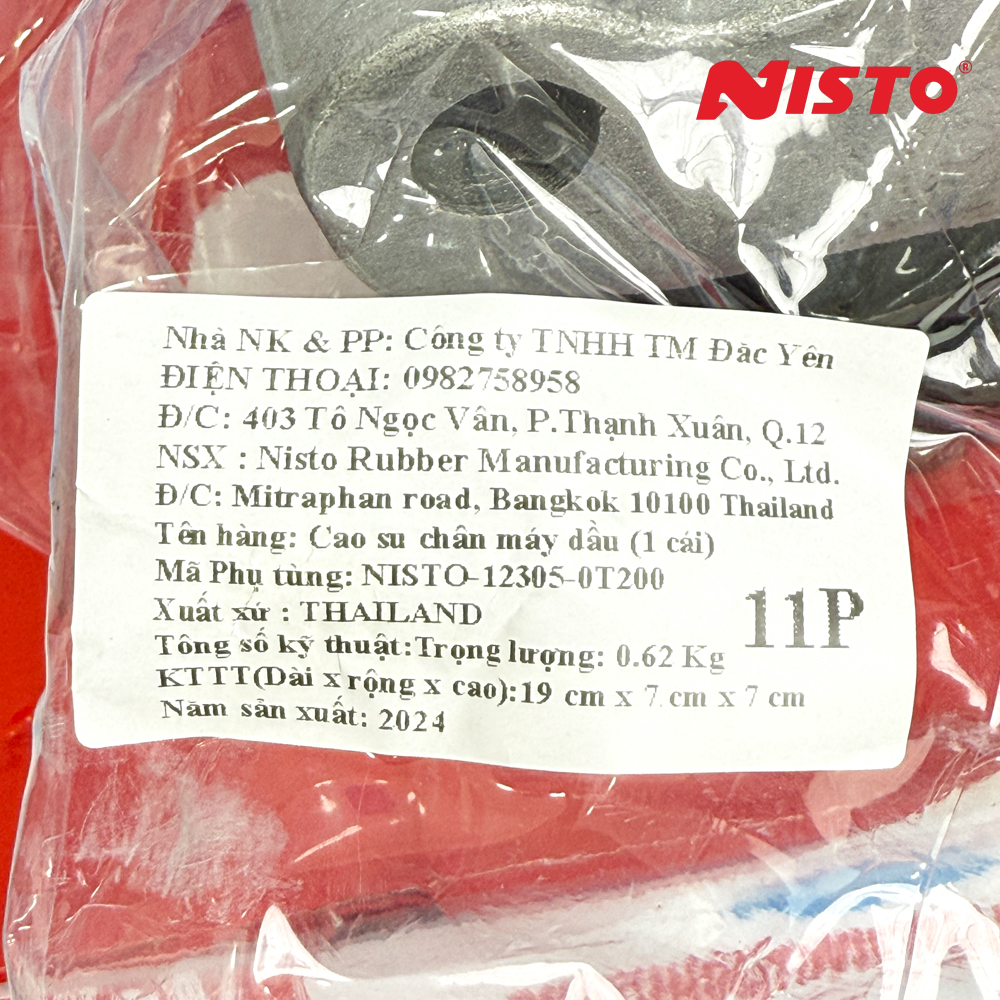 NISTO®
Nhà NK & PP: Công ty TNHH TM Đăc Yên
ĐIỆN THOẠI: 0982758958
Đ/C: 403 Tô Ngọc Vân, P.Thạnh Xuân, Q.12
NSX : Nisto Rubber Manufacturing Co., Ltd.
Đ/C: Mitraphan road, Bangkok 10100 Thailand
Tên hàng: Cao su chân máy dầu (1 cái)
Mã Phụ tùng: NISTO-12305-0T200
Xuất xứ : THAILAND
11P
Tông số kỹ thuật:Trọng lượng: 0.62 Kg
KTTT(Dài x rộng x cao):19 cm x 7 cm x 7 cm
Năm sản xuất: 2024